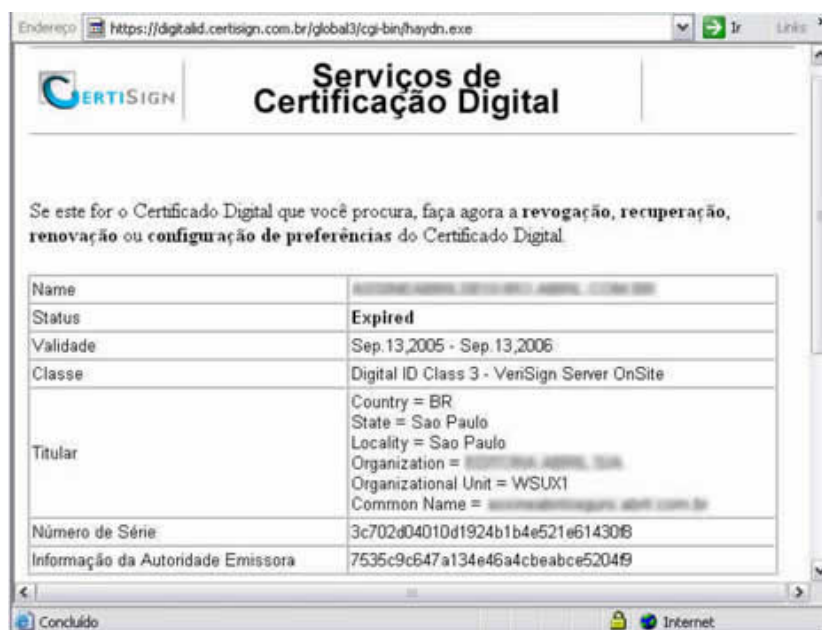 Endereço https://digitalid.certisign.com.br/global3/cgi-bin/haydn.exe Ir Links
CERTISIGN
Serviços de
Certificação Digital
Se este for o Certificado Digital que você procura, faça agora a revogação, recuperação,
renovação ou configuração de preferências do Certificado Digital.
Name
Status Expired
Validade Sep.13,2005 - Sep.13,2006
Classe Digital ID Class 3 - VeriSign Server OnSite
Titular
Country = BR
State = Sao Paulo
Locality = Sao Paulo
Organization =
Organizational Unit = WSUX1
Common Name =
Número de Série 3c702d04010d1924b1b4e521e61430f8
Informação da Autoridade Emissora 7535c9c647a134e46a4cbeabce5204f9
Concluído Internet